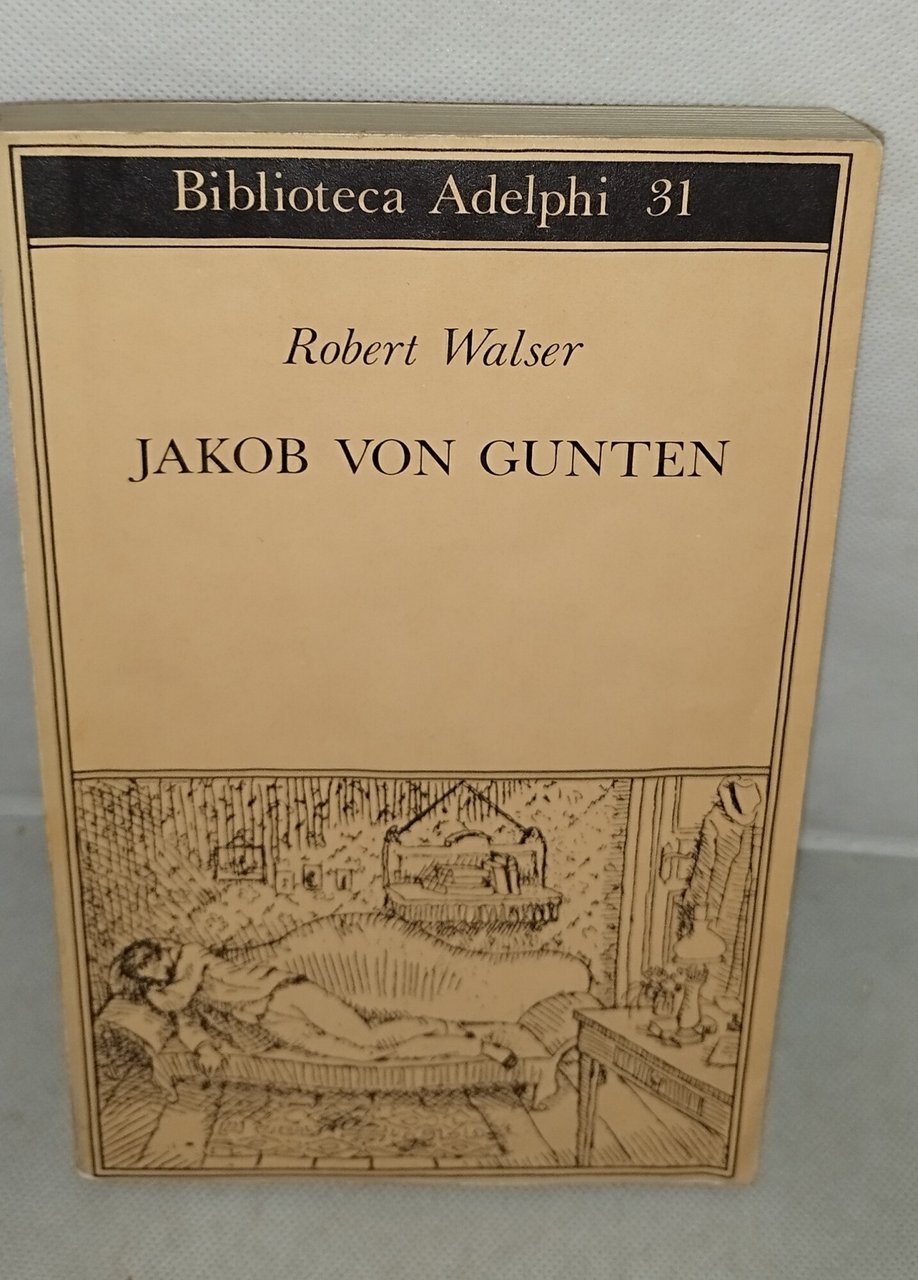 Biblioteca Adelphi 31
Robert Walser
JAKOB VON GUNTEN